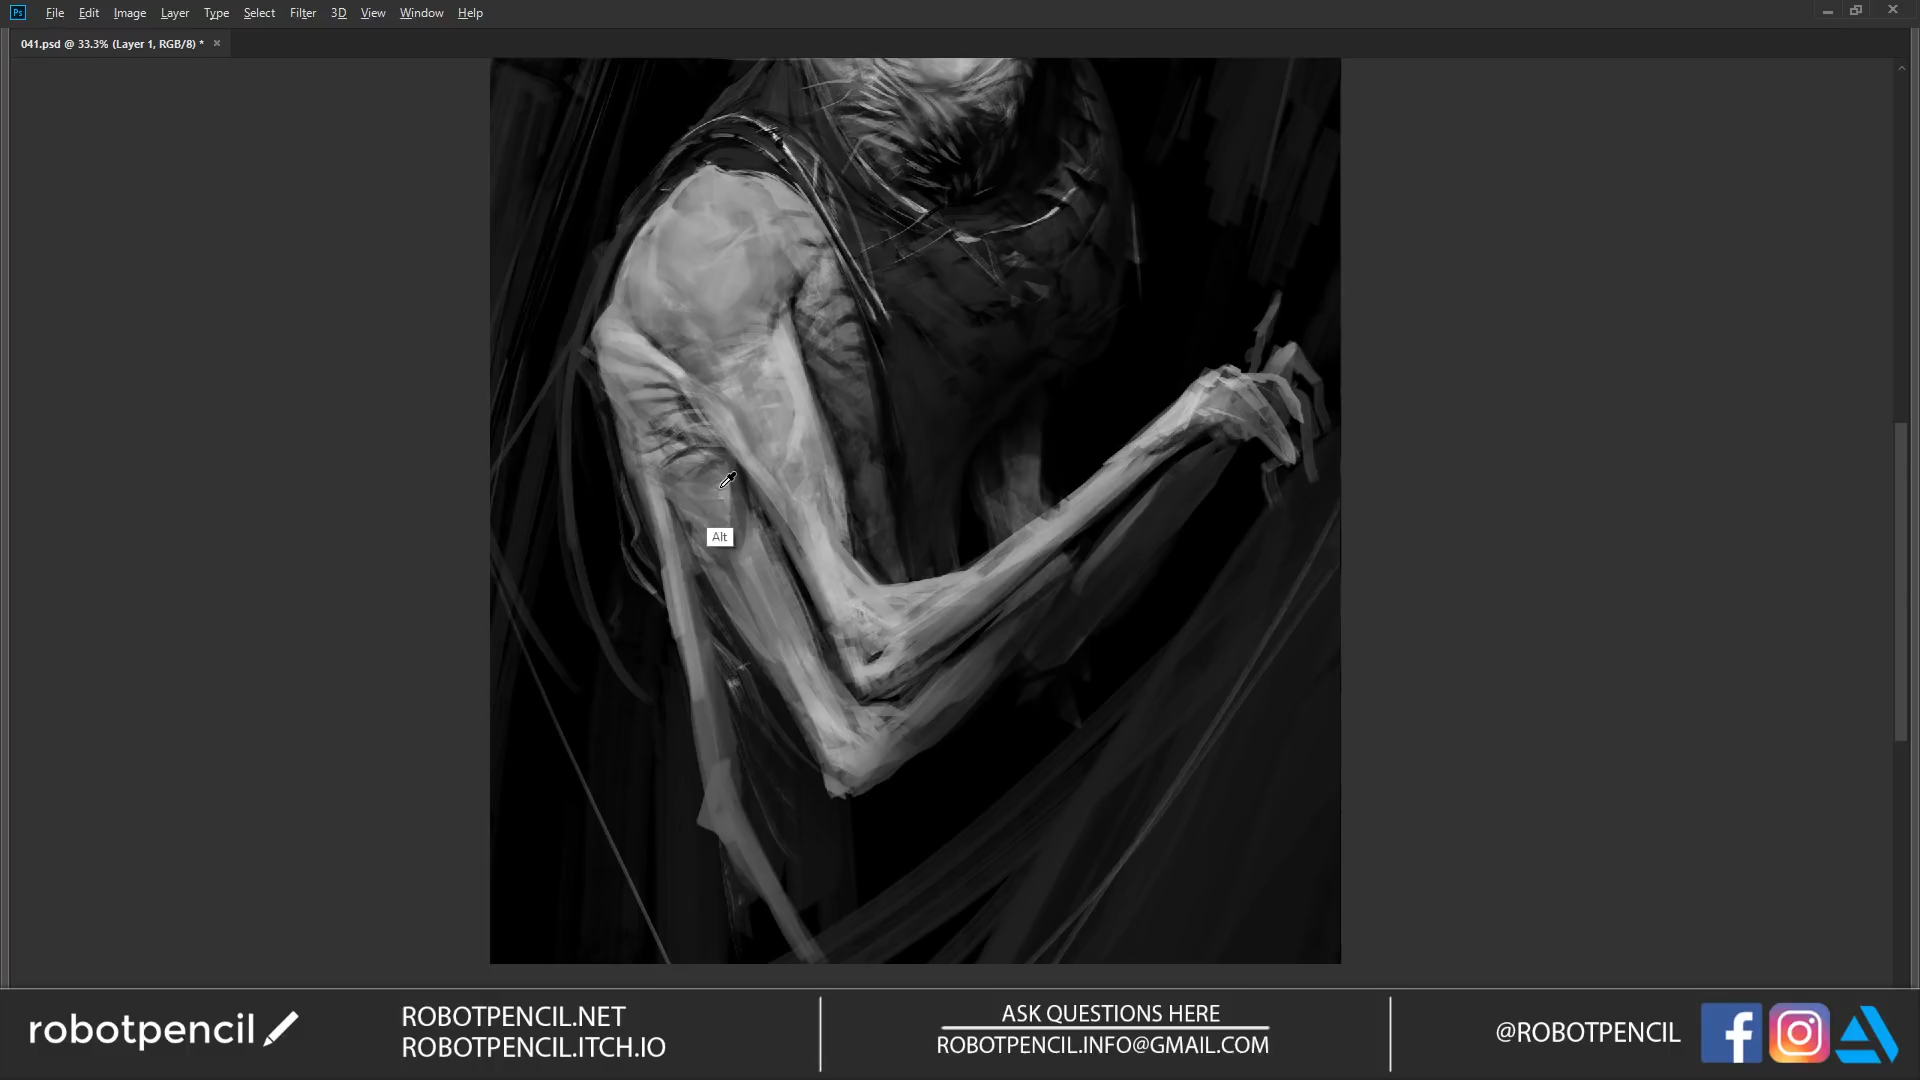 Ps File Edit Image Layer Type Select Filter 3D View Window Help
041.psd @ 33.3% (Layer 1, RGB/8) *
Alt
robotpencil
ROBOTPENCIL.NET
ROBOTPENCIL.ITCH.IO
ASK QUESTIONS HERE
ROBOTPENCIL.INFO@GMAIL.COM
@ROBOTPENCIL